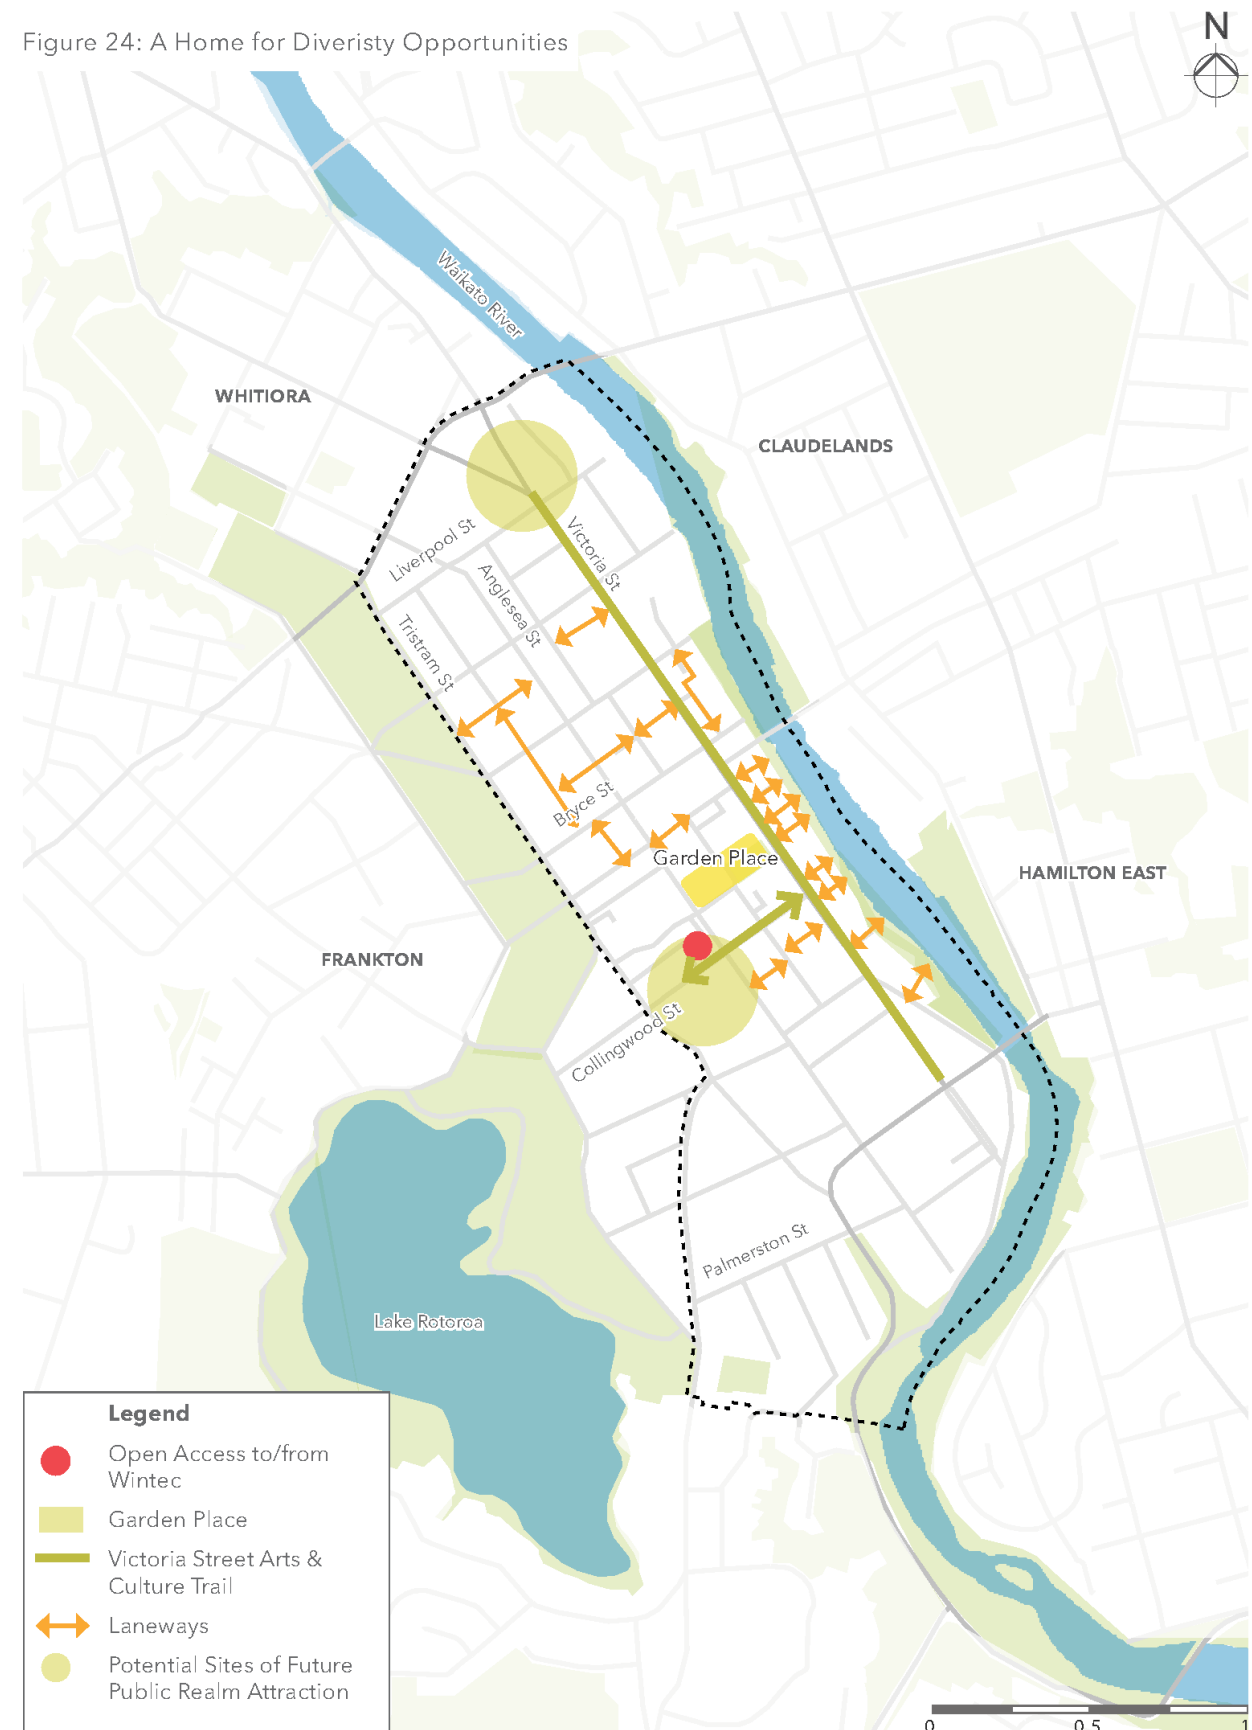 Figure 24: A Home for Diveristy Opportunities
N
Waikato River
WHITIORA
CLAUDELANDS
Liverpool St
Victoria St
Anglesea St
Tristram St
Bryce St
Garden Place
HAMILTON EAST
FRANKTON
Collingwood St
Palmerston St
Lake Rotoroa
Legend
Open Access to/from
Wintec
Garden Place
Victoria Street Arts &
Culture Trail
Laneways
Potential Sites of Future
Public Realm Attraction
0 0.5 1